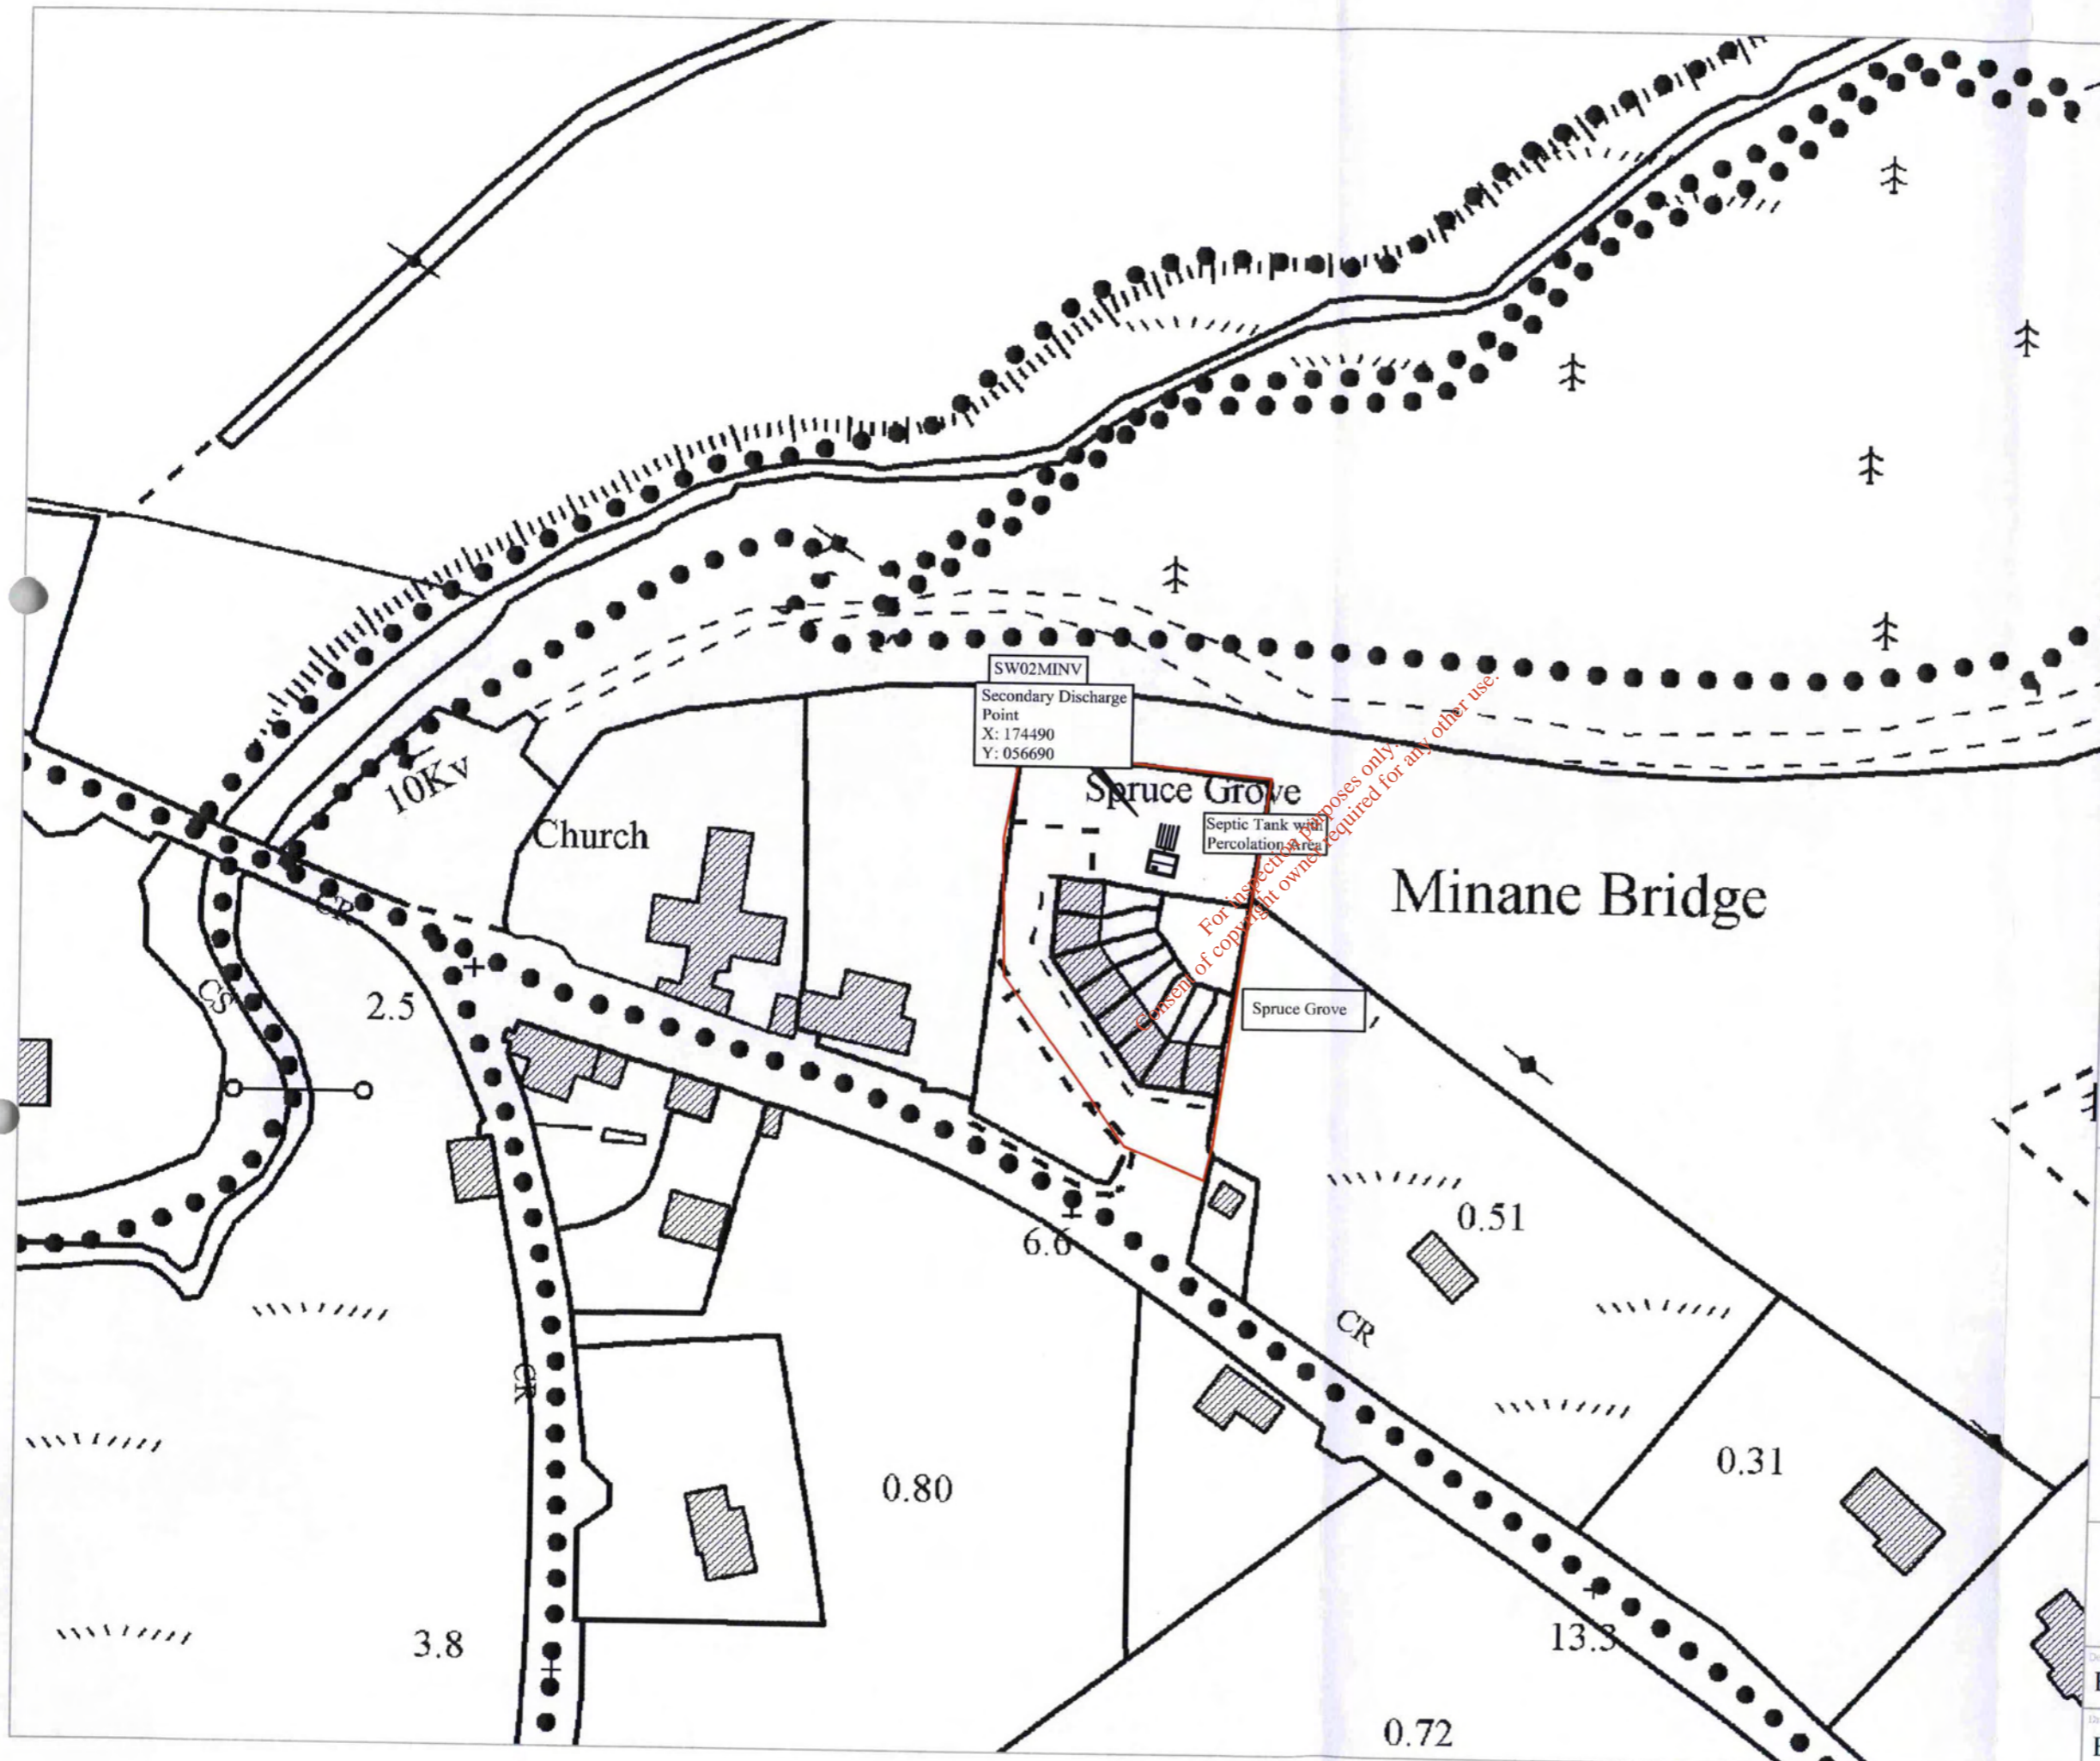 SW02MINV
Secondary Discharge
Point
X: 174490
Y: 056690
10Kv
Spruce Grove
Church
Septic Tank with
Percolation Area
For inspection purposes only.
Consent of copyright owner required for any other use.
Minane Bridge
CR
CS
2.5
Spruce Grove
0.51
6.6
CR
CR
0.31
0.80
13.3
3.8
0.72